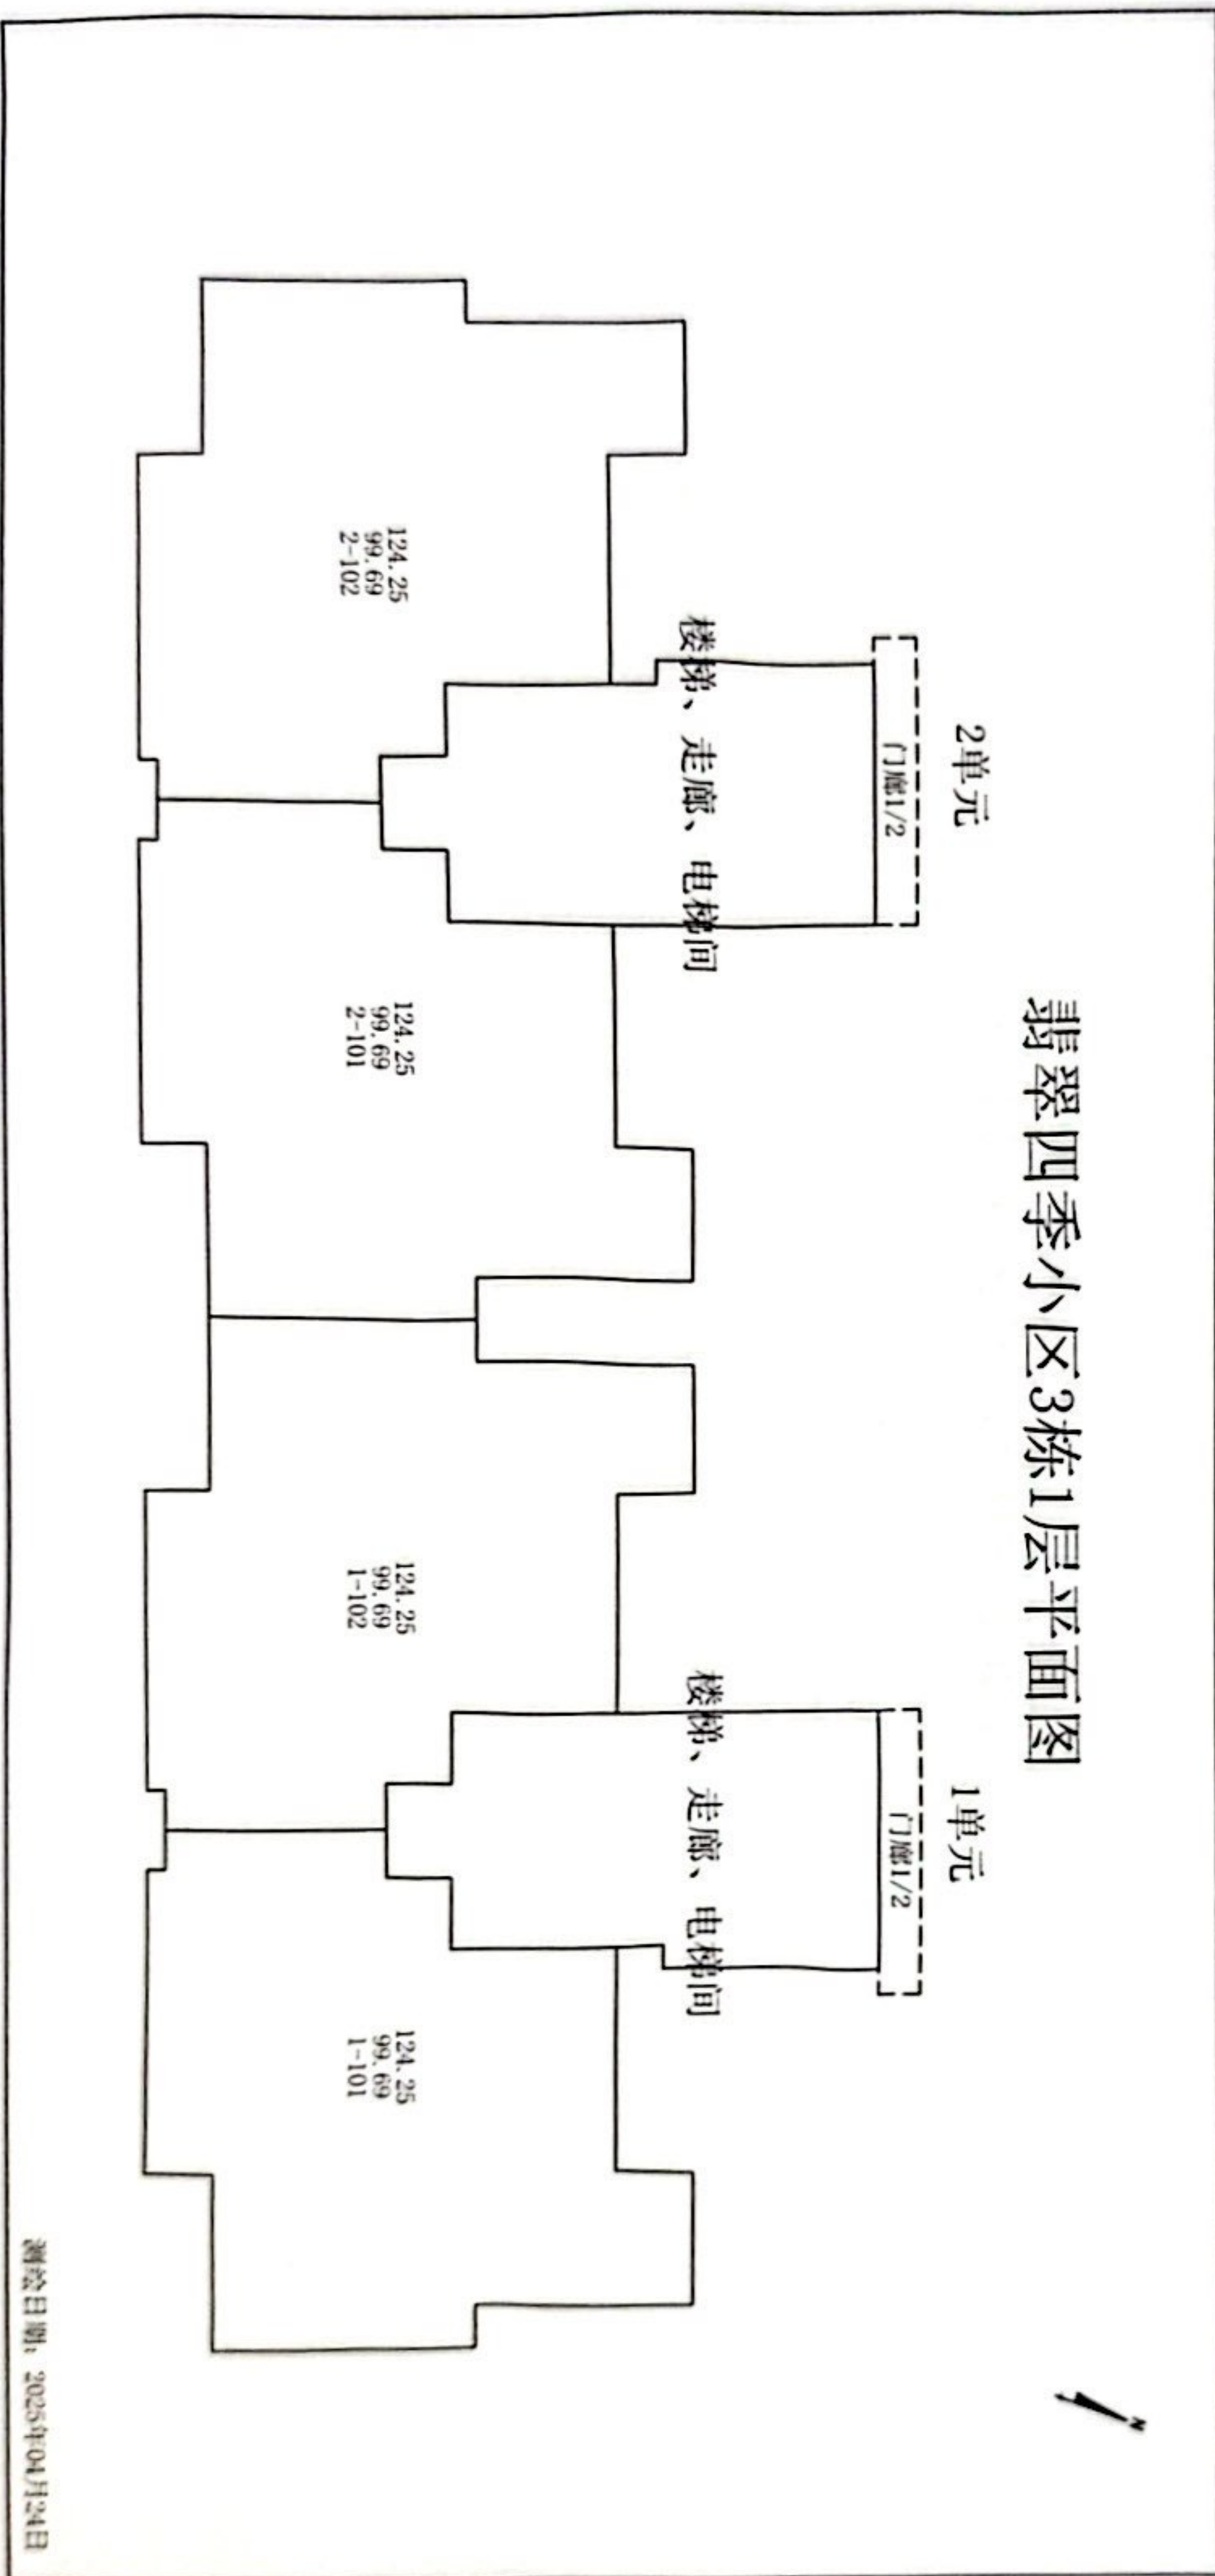 翡翠四季小区3栋1层平面图
2单元
1单元
门廊1/2
门廊1/2
楼梯、走廊、电梯间
楼梯、走廊、电梯间
124.25
99.69
2-102
124.25
99.69
2-101
124.25
99.69
1-102
124.25
99.69
1-101
N
测绘日期：2025年04月24日